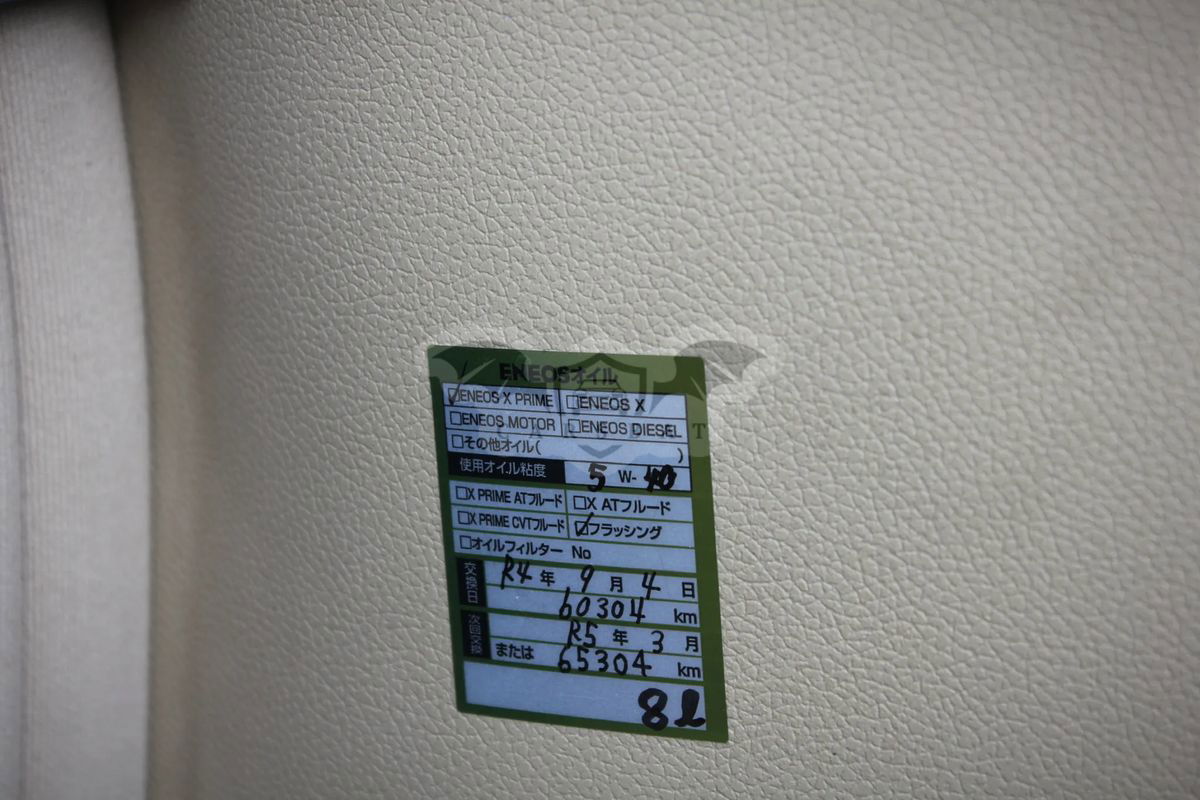 ENEOSオイル
☑ENEOS X PRIME □ENEOS X
□ENEOS MOTOR □ENEOS DIESEL
□その他オイル( )
使用オイル粘度 5 W-40
□X PRIME ATフルード □X ATフルード
□X PRIME CVTフルード ☑フラッシング
□オイルフィルター No
交換日 R4 年 9 月 4 日
60304 km
次回交換 R5 年 3 月
または 65304 km
8ℓ